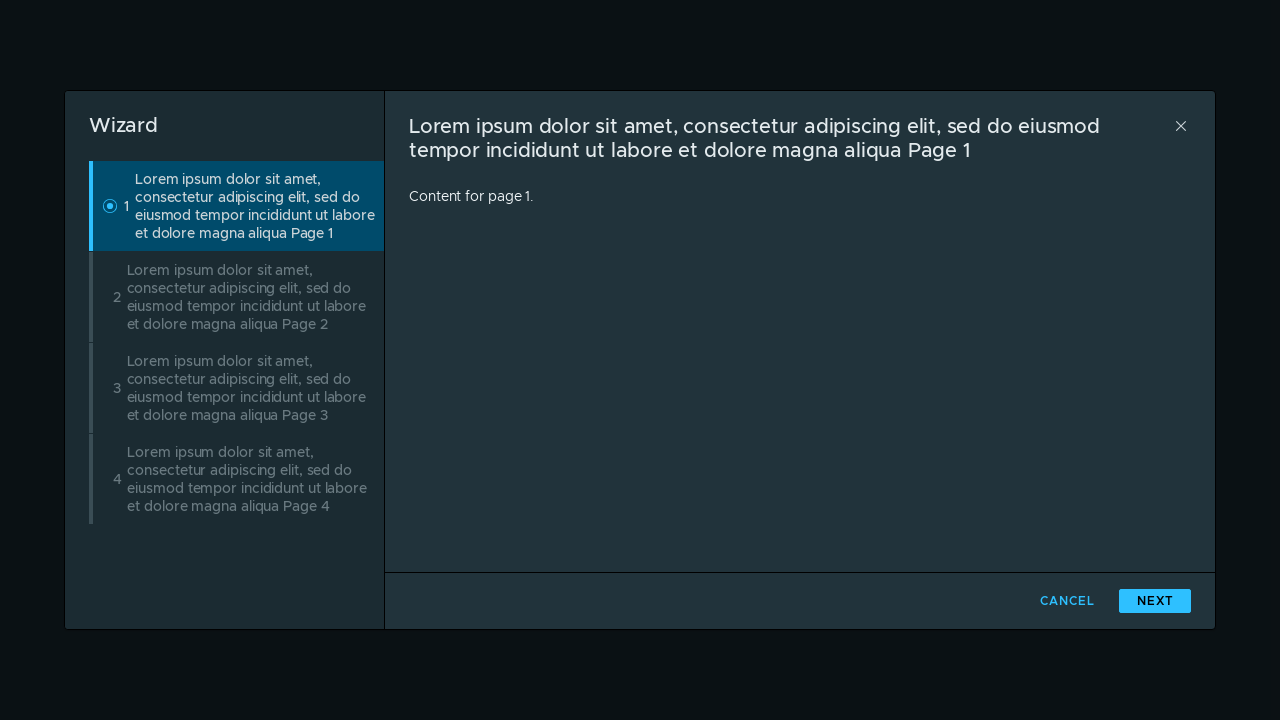 Wizard
1
Lorem ipsum dolor sit amet,
consectetur adipiscing elit, sed do
eiusmod tempor incididunt ut labore
et dolore magna aliqua Page 1
2
Lorem ipsum dolor sit amet,
consectetur adipiscing elit, sed do
eiusmod tempor incididunt ut labore
et dolore magna aliqua Page 2
3
Lorem ipsum dolor sit amet,
consectetur adipiscing elit, sed do
eiusmod tempor incididunt ut labore
et dolore magna aliqua Page 3
4
Lorem ipsum dolor sit amet,
consectetur adipiscing elit, sed do
eiusmod tempor incididunt ut labore
et dolore magna aliqua Page 4
Lorem ipsum dolor sit amet, consectetur adipiscing elit, sed do eiusmod
tempor incididunt ut labore et dolore magna aliqua Page 1
Content for page 1.
CANCEL
NEXT